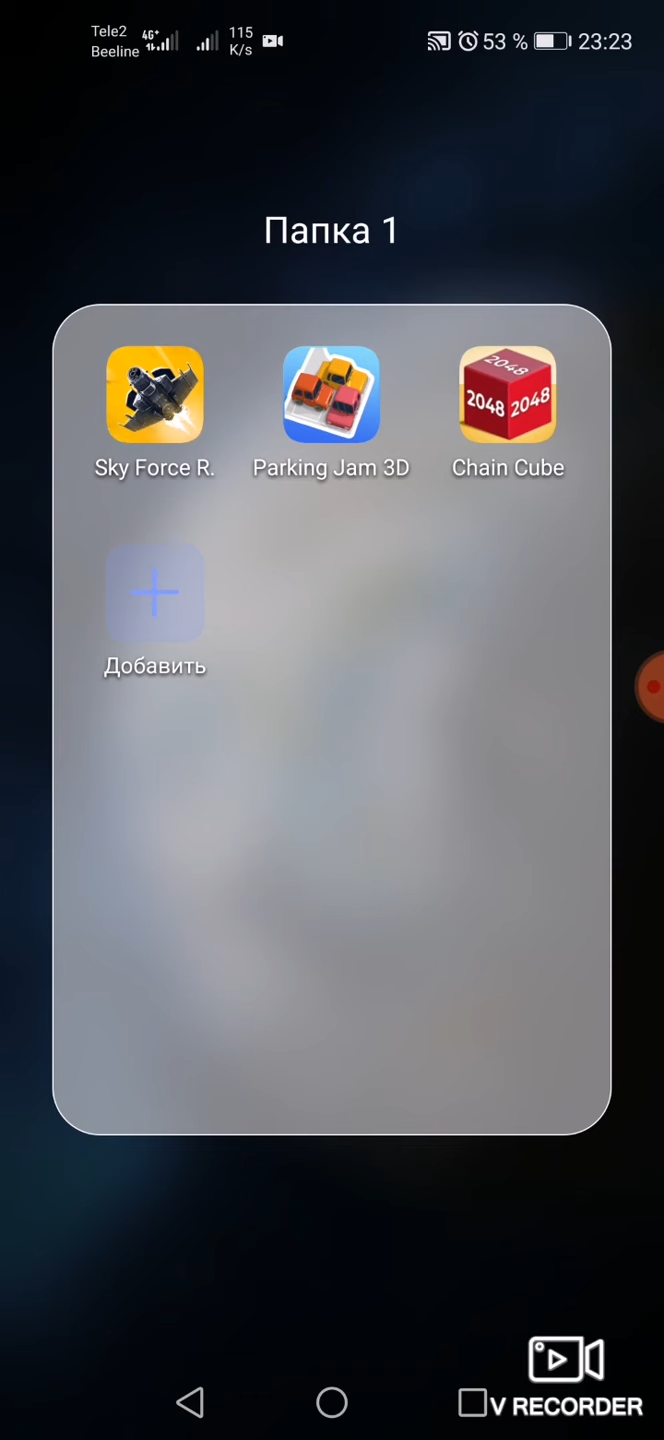 Tele2 4G+ 115 53 % 23:23
Beeline K/s
Папка 1
2048
2048 2048
Sky Force R. Parking Jam 3D Chain Cube
Добавить
V RECORDER